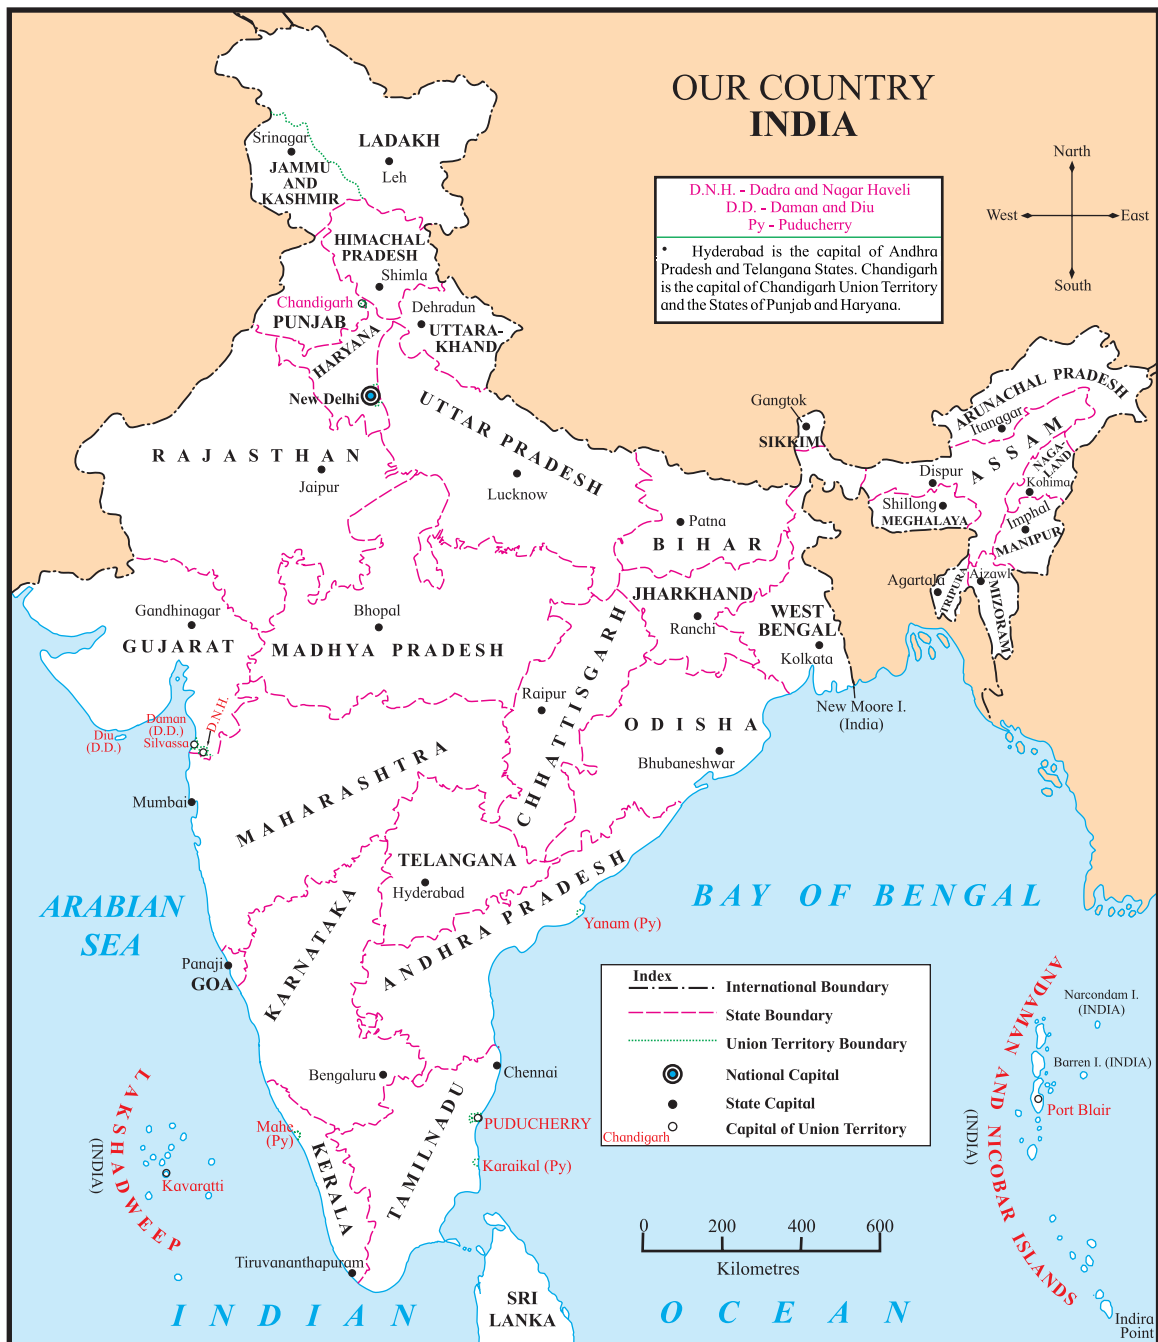 OUR COUNTRY
INDIA
Narth
West
East
South
D.N.H. - Dadra and Nagar Haveli
D.D. - Daman and Diu
Py - Puducherry
• Hyderabad is the capital of Andhra
Pradesh and Telangana States. Chandigarh
is the capital of Chandigarh Union Territory
and the States of Punjab and Haryana.
Srinagar
LADAKH
JAMMU
AND
KASHMIR
Leh
HIMACHAL
PRADESH
Shimla
Chandigarh
PUNJAB
Dehradun
UTTARA-
KHAND
HARYANA
New Delhi
UTTAR PRADESH
Lucknow
RAJASTHAN
Jaipur
Gangtok
SIKKIM
ARUNACHAL PRADESH
Itanagar
ASSAM
Dispur
NAGA-
LAND
Kohima
Shillong
MEGHALAYA
Imphal
MANIPUR
Agartala
TRIPURA
Aizawl
MIZORAM
Patna
BIHAR
JHARKHAND
Ranchi
WEST
BENGAL
Kolkata
New Moore I.
(India)
Gandhinagar
GUJARAT
Bhopal
MADHYA PRADESH
Raipur
CHHATTISGARH
ODISHA
Bhubaneshwar
Diu
(D.D.)
Daman
(D.D.)
Silvassa
D.N.H.
Mumbai
MAHARASHTRA
TELANGANA
Hyderabad
ANDHRA PRADESH
Yanam (Py)
ARABIAN
SEA
BAY OF BENGAL
KARNATAKA
Panaji
GOA
Bengaluru
Chennai
TAMILNADU
PUDUCHERRY
Karaikal (Py)
Mahe
(Py)
KERALA
Tiruvananthapuram
LAKSHADWEEP
(INDIA)
Kavaratti
Index
International Boundary
State Boundary
Union Territory Boundary
National Capital
State Capital
Capital of Union Territory
Chandigarh
ANDAMAN AND NICOBAR ISLANDS
(INDIA)
Narcondam I.
(INDIA)
Barren I. (INDIA)
Port Blair
Indira
Point
0 200 400 600
Kilometres
SRI
LANKA
INDIAN OCEAN